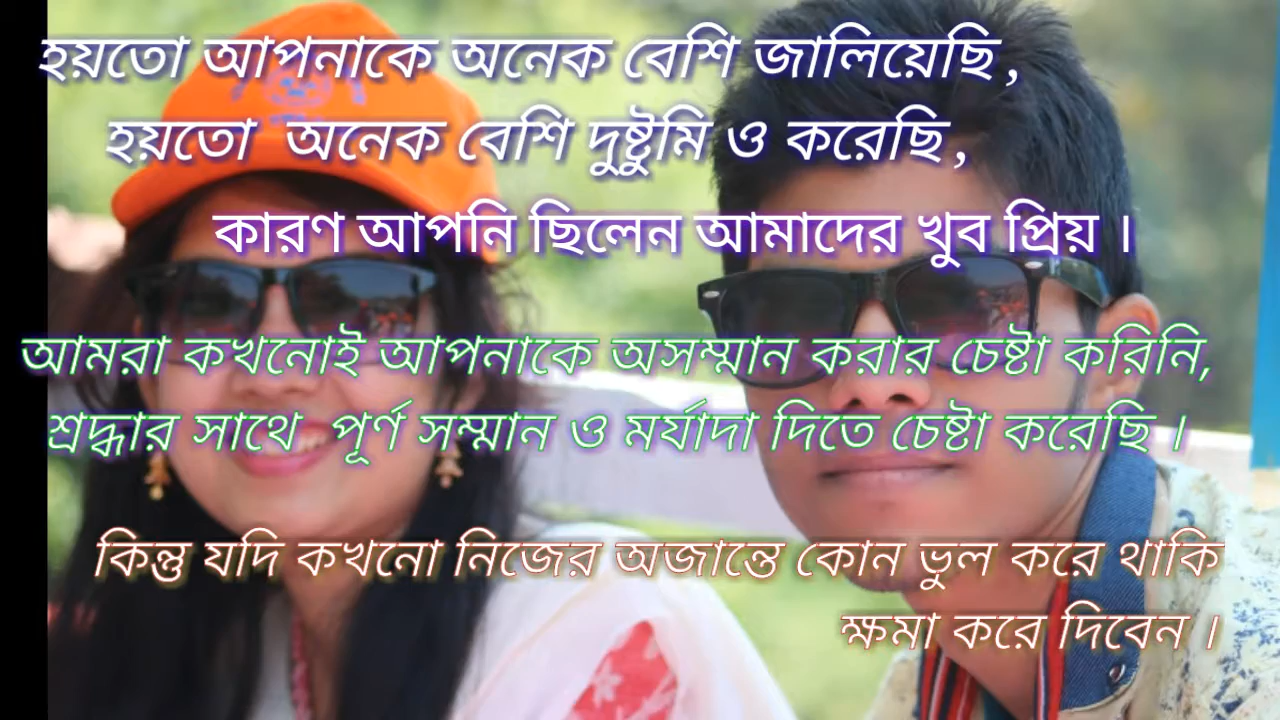 হয়তো আপনাকে অনেক বেশি জালিয়েছি,
হয়তো অনেক বেশি দুষ্টুমি ও করেছি,
কারণ আপনি ছিলেন আমাদের খুব প্রিয়।
আমরা কখনোই আপনাকে অসম্মান করার চেষ্টা করিনি,
শ্রদ্ধার সাথে পূর্ণ সম্মান ও মর্যাদা দিতে চেষ্টা করেছি।
কিন্তু যদি কখনো নিজের অজান্তে কোন ভুল করে থাকি
ক্ষমা করে দিবেন।